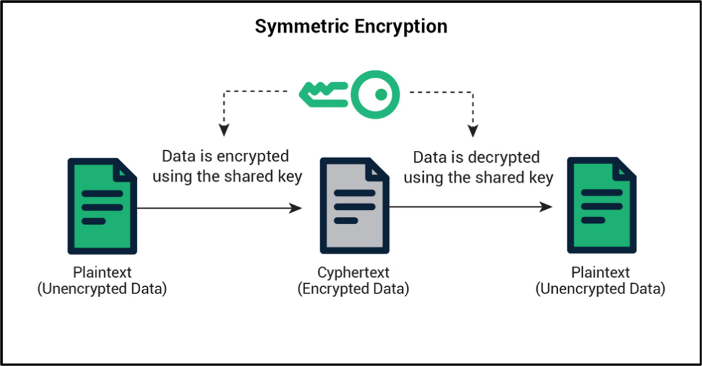 Symmetric Encryption
Data is encrypted
using the shared key
Data is decrypted
using the shared key
Plaintext
(Unencrypted Data)
Cyphertext
(Encrypted Data)
Plaintext
(Unencrypted Data)